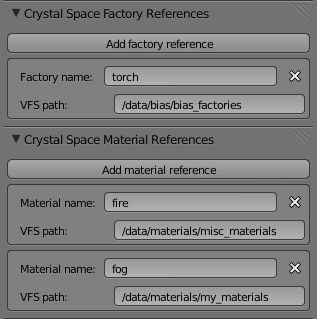 Crystal Space Factory References
Add factory reference
Factory name: torch
VFS path: /data/bias/bias_factories
Crystal Space Material References
Add material reference
Material name: fire
VFS path: /data/materials/misc_materials
Material name: fog
VFS path: /data/materials/my_materials